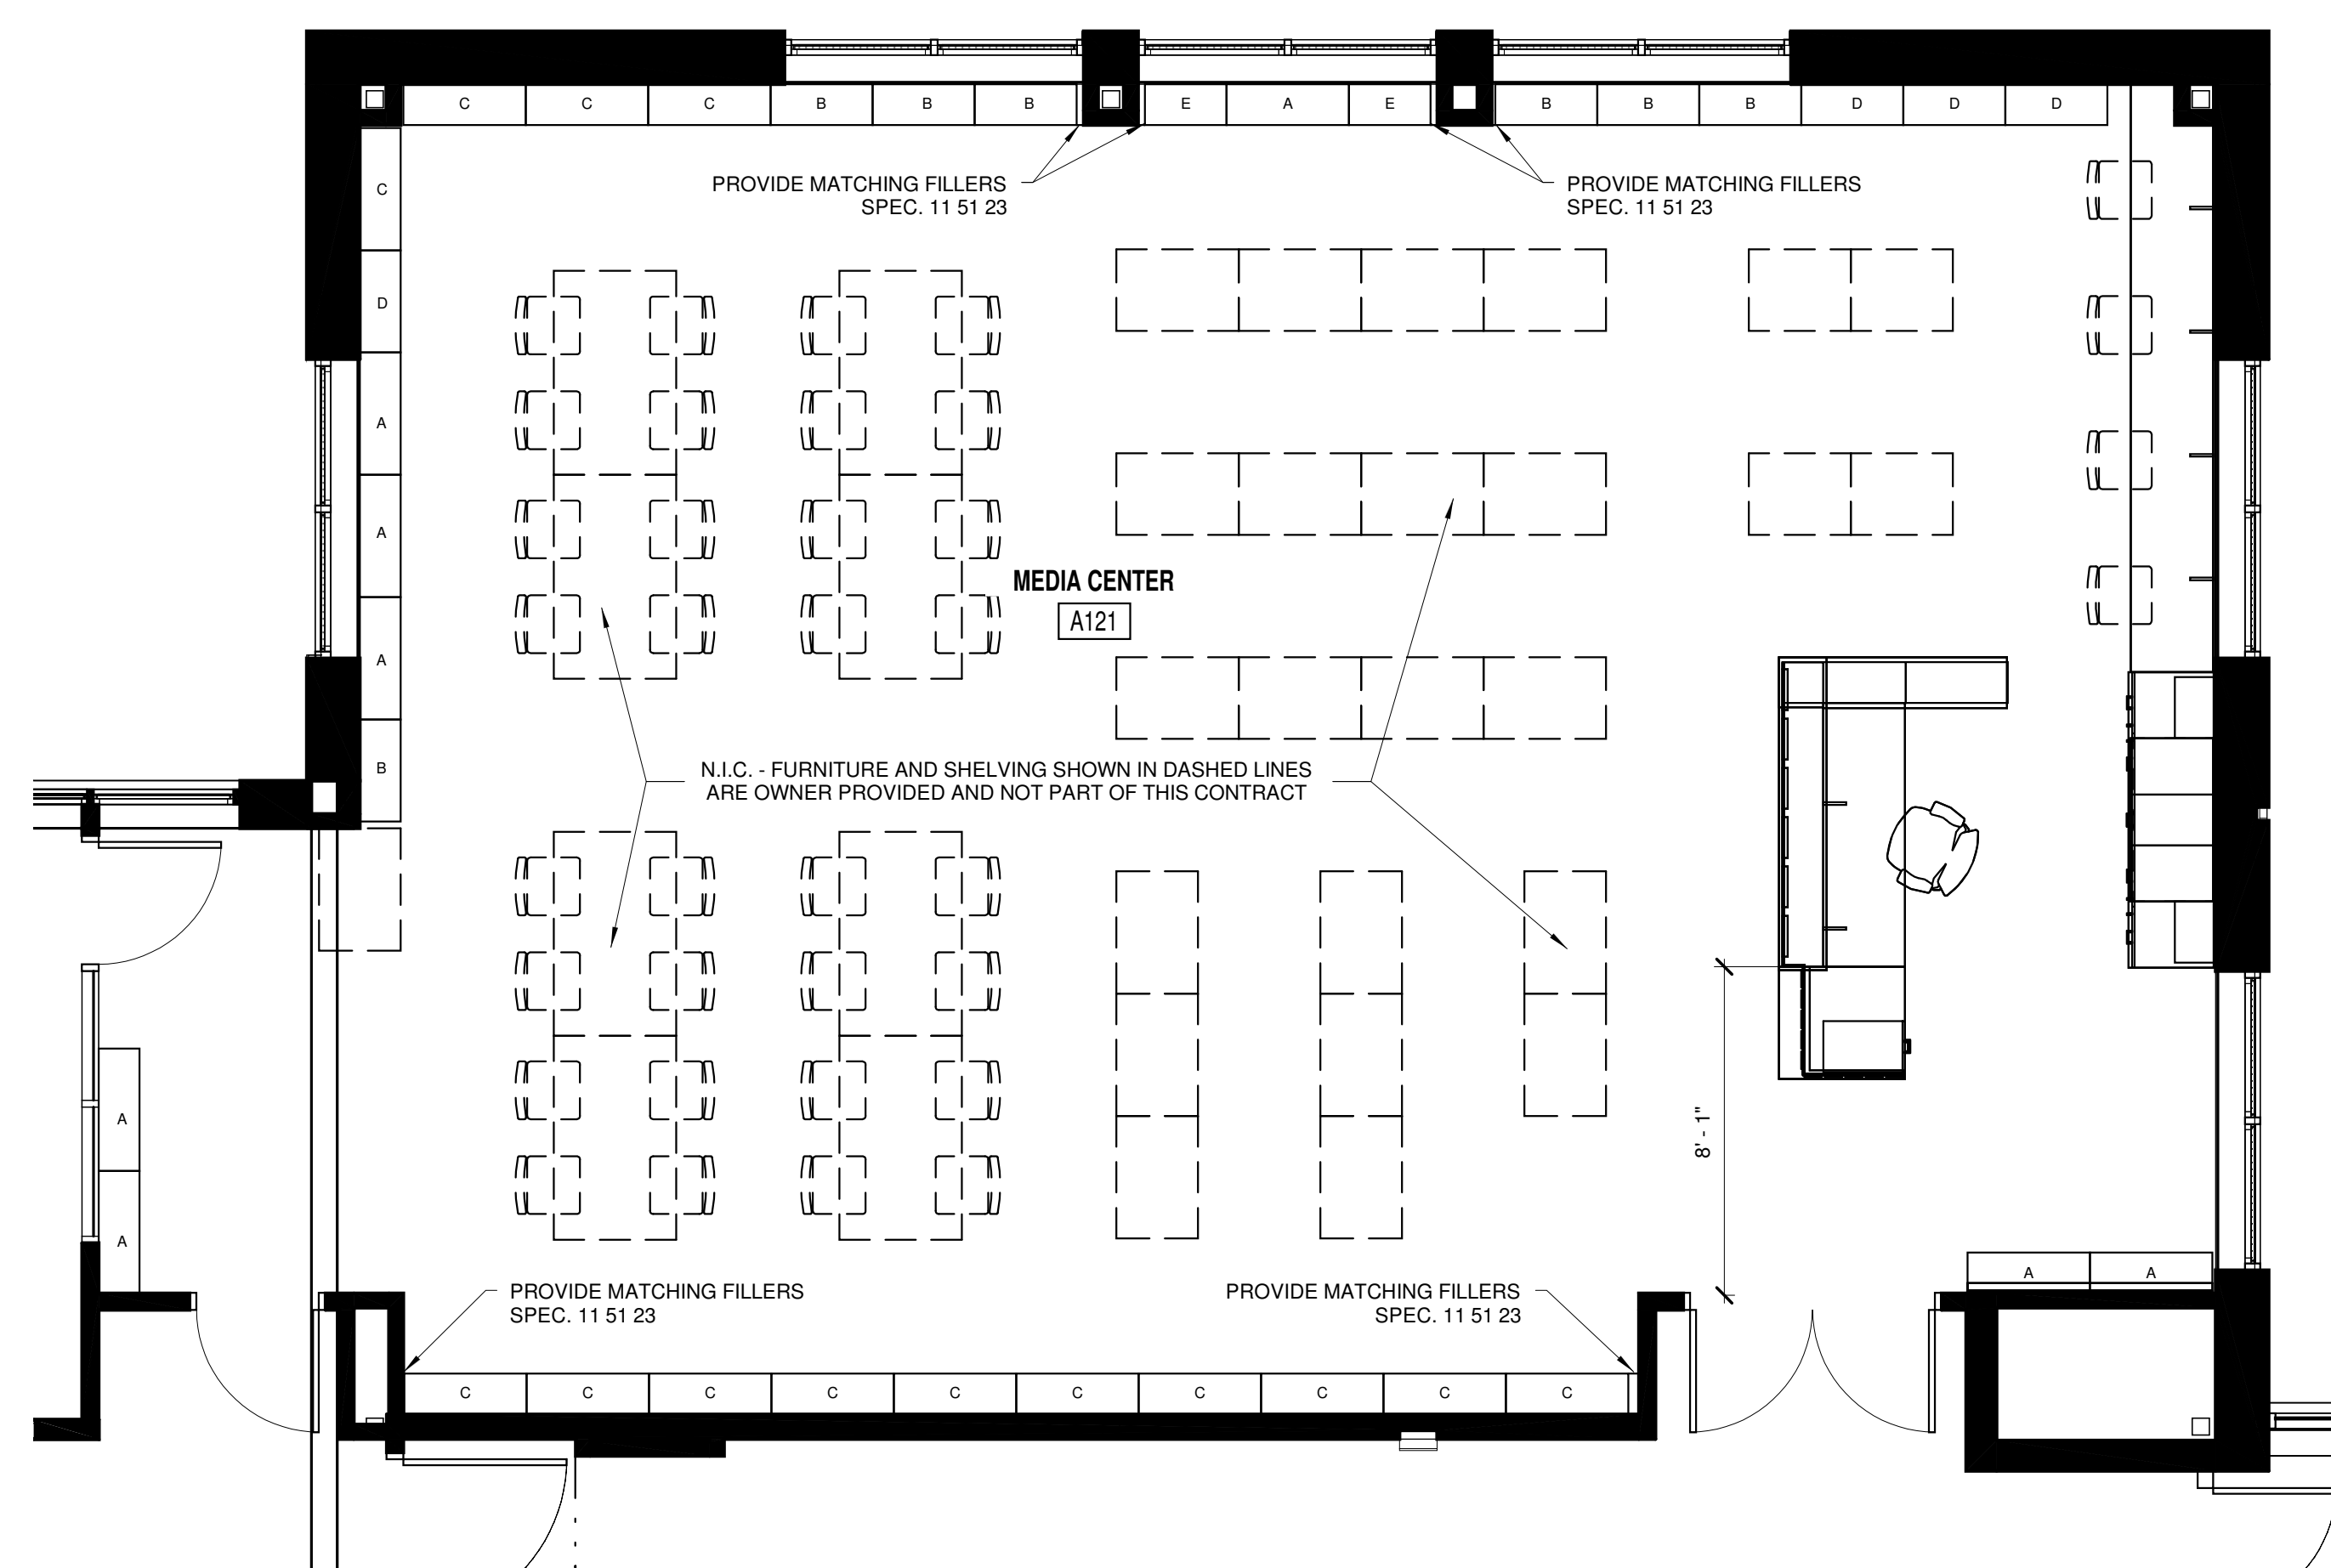 C C C B B B E A E B B B D D D
PROVIDE MATCHING FILLERS
SPEC. 11 51 23
PROVIDE MATCHING FILLERS
SPEC. 11 51 23
C
D
A
A
A
B
MEDIA CENTER
A121
N.I.C. - FURNITURE AND SHELVING SHOWN IN DASHED LINES
ARE OWNER PROVIDED AND NOT PART OF THIS CONTRACT
8' - 1"
A
A
A A
PROVIDE MATCHING FILLERS
SPEC. 11 51 23
PROVIDE MATCHING FILLERS
SPEC. 11 51 23
C C C C C C C C C C